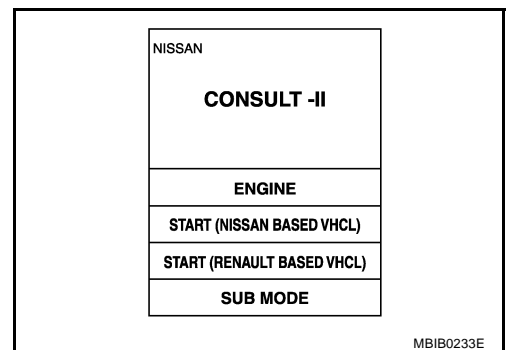 NISSAN
CONSULT -II
ENGINE
START (NISSAN BASED VHCL)
START (RENAULT BASED VHCL)
SUB MODE
MBIB0233E